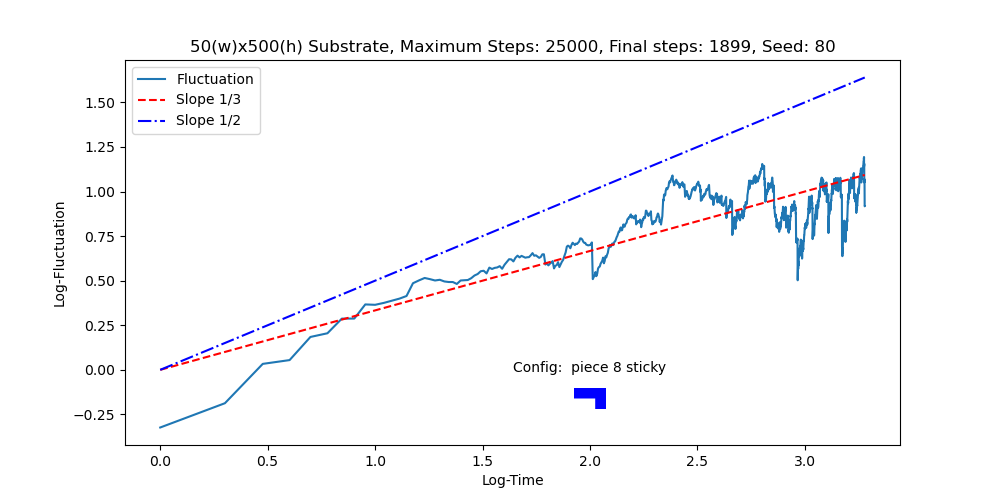 50(w)x500(h) Substrate, Maximum Steps: 25000, Final steps: 1899, Seed: 80
Fluctuation
Slope 1/3
Slope 1/2
1.50
1.25
1.00
0.75
0.50
0.25
0.00
−0.25
Log-Fluctuation
Config:  piece 8 sticky
0.0 0.5 1.0 1.5 2.0 2.5 3.0
Log-Time